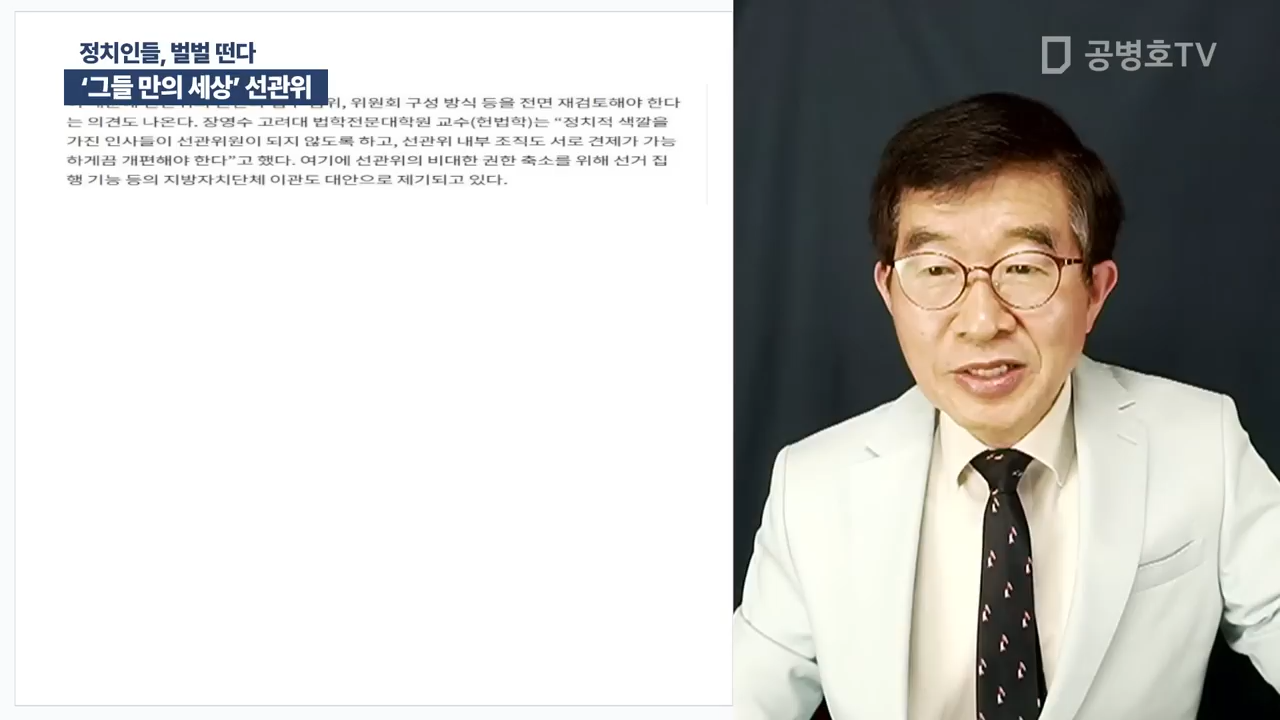 정치인들, 벌벌 떤다
‘그들 만의 세상’ 선관위
위원회 구성 방식 등을 전면 재검토해야 한다
는 의견도 나온다. 장영수 고려대 법학전문대학원 교수(헌법학)는 “정치적 색깔을
가진 인사들이 선관위원이 되지 않도록 하고, 선관위 내부 조직도 서로 견제가 가능
하게끔 개편해야 한다”고 했다. 여기에 선관위의 비대한 권한 축소를 위해 선거 집
행 기능 등의 지방자치단체 이관도 대안으로 제기되고 있다.
공병호TV